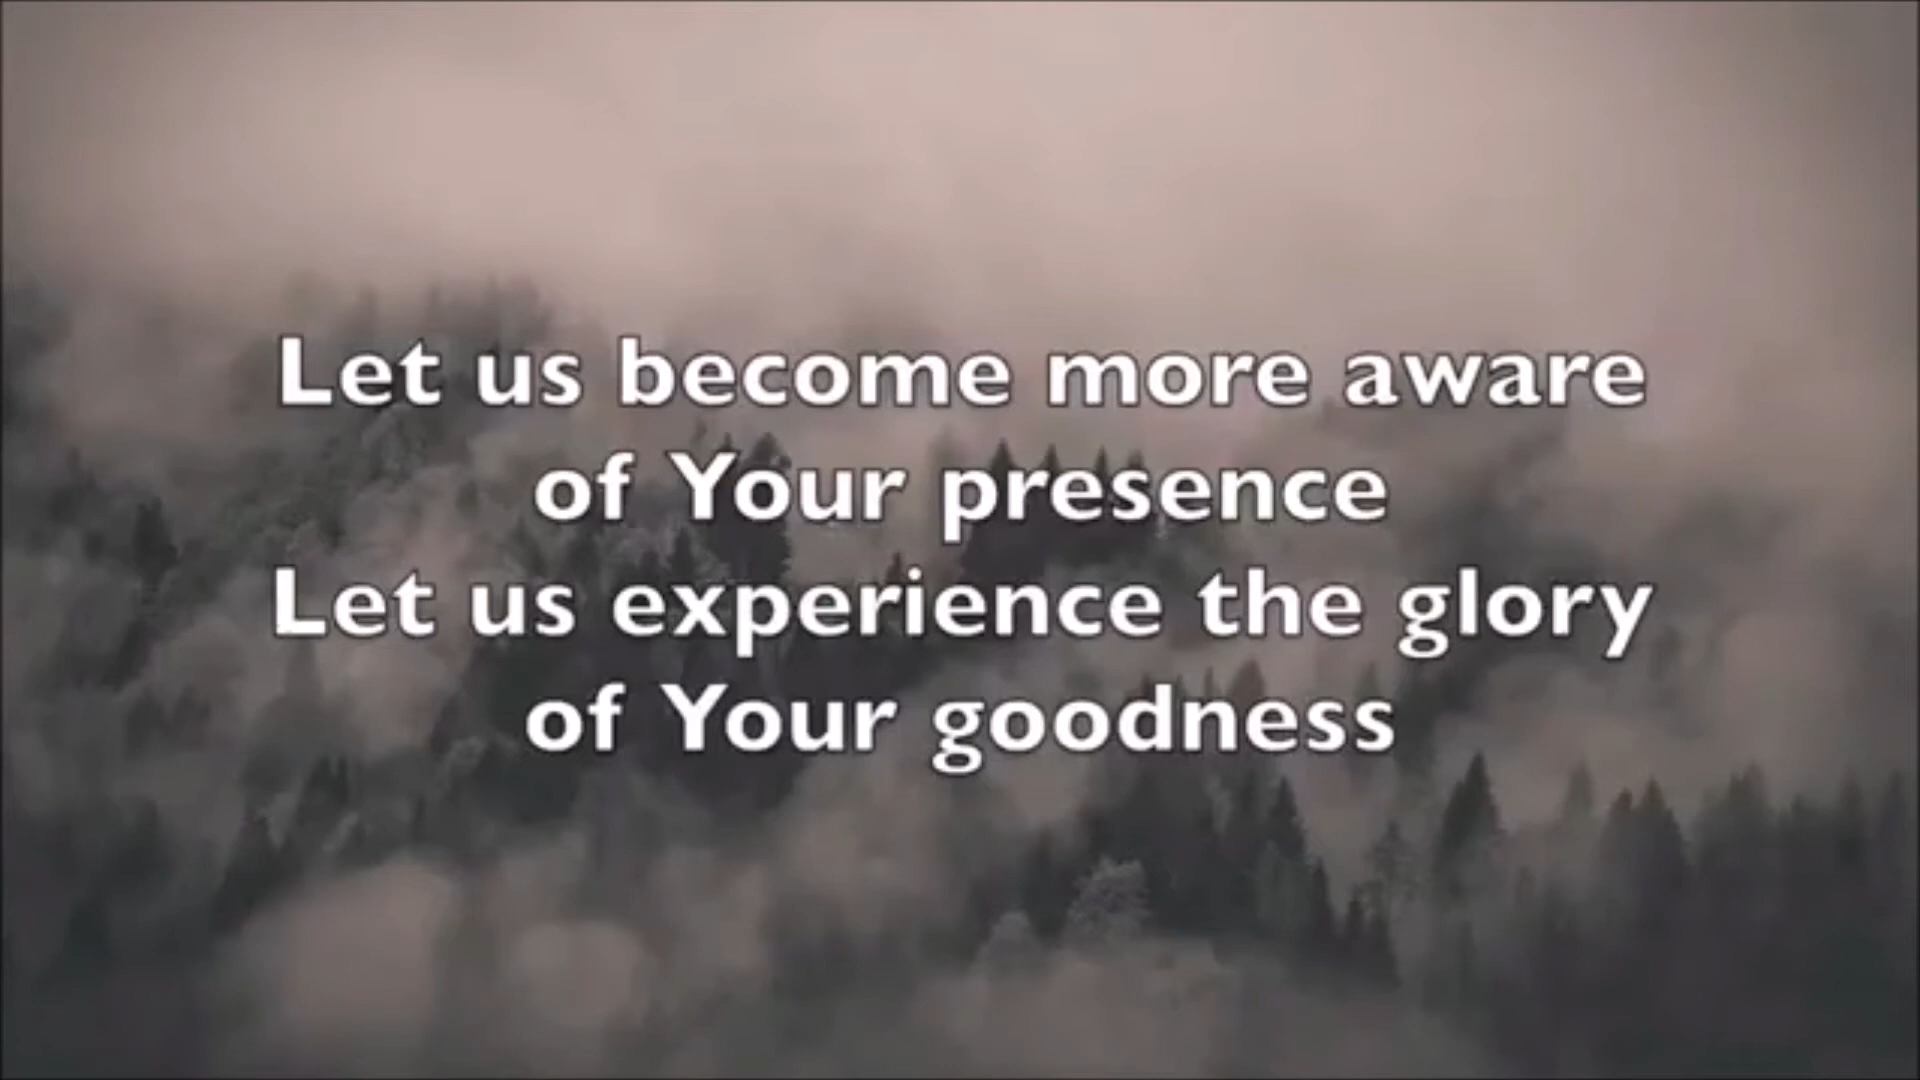 Let us become more aware
of Your presence
Let us experience the glory
of Your goodness